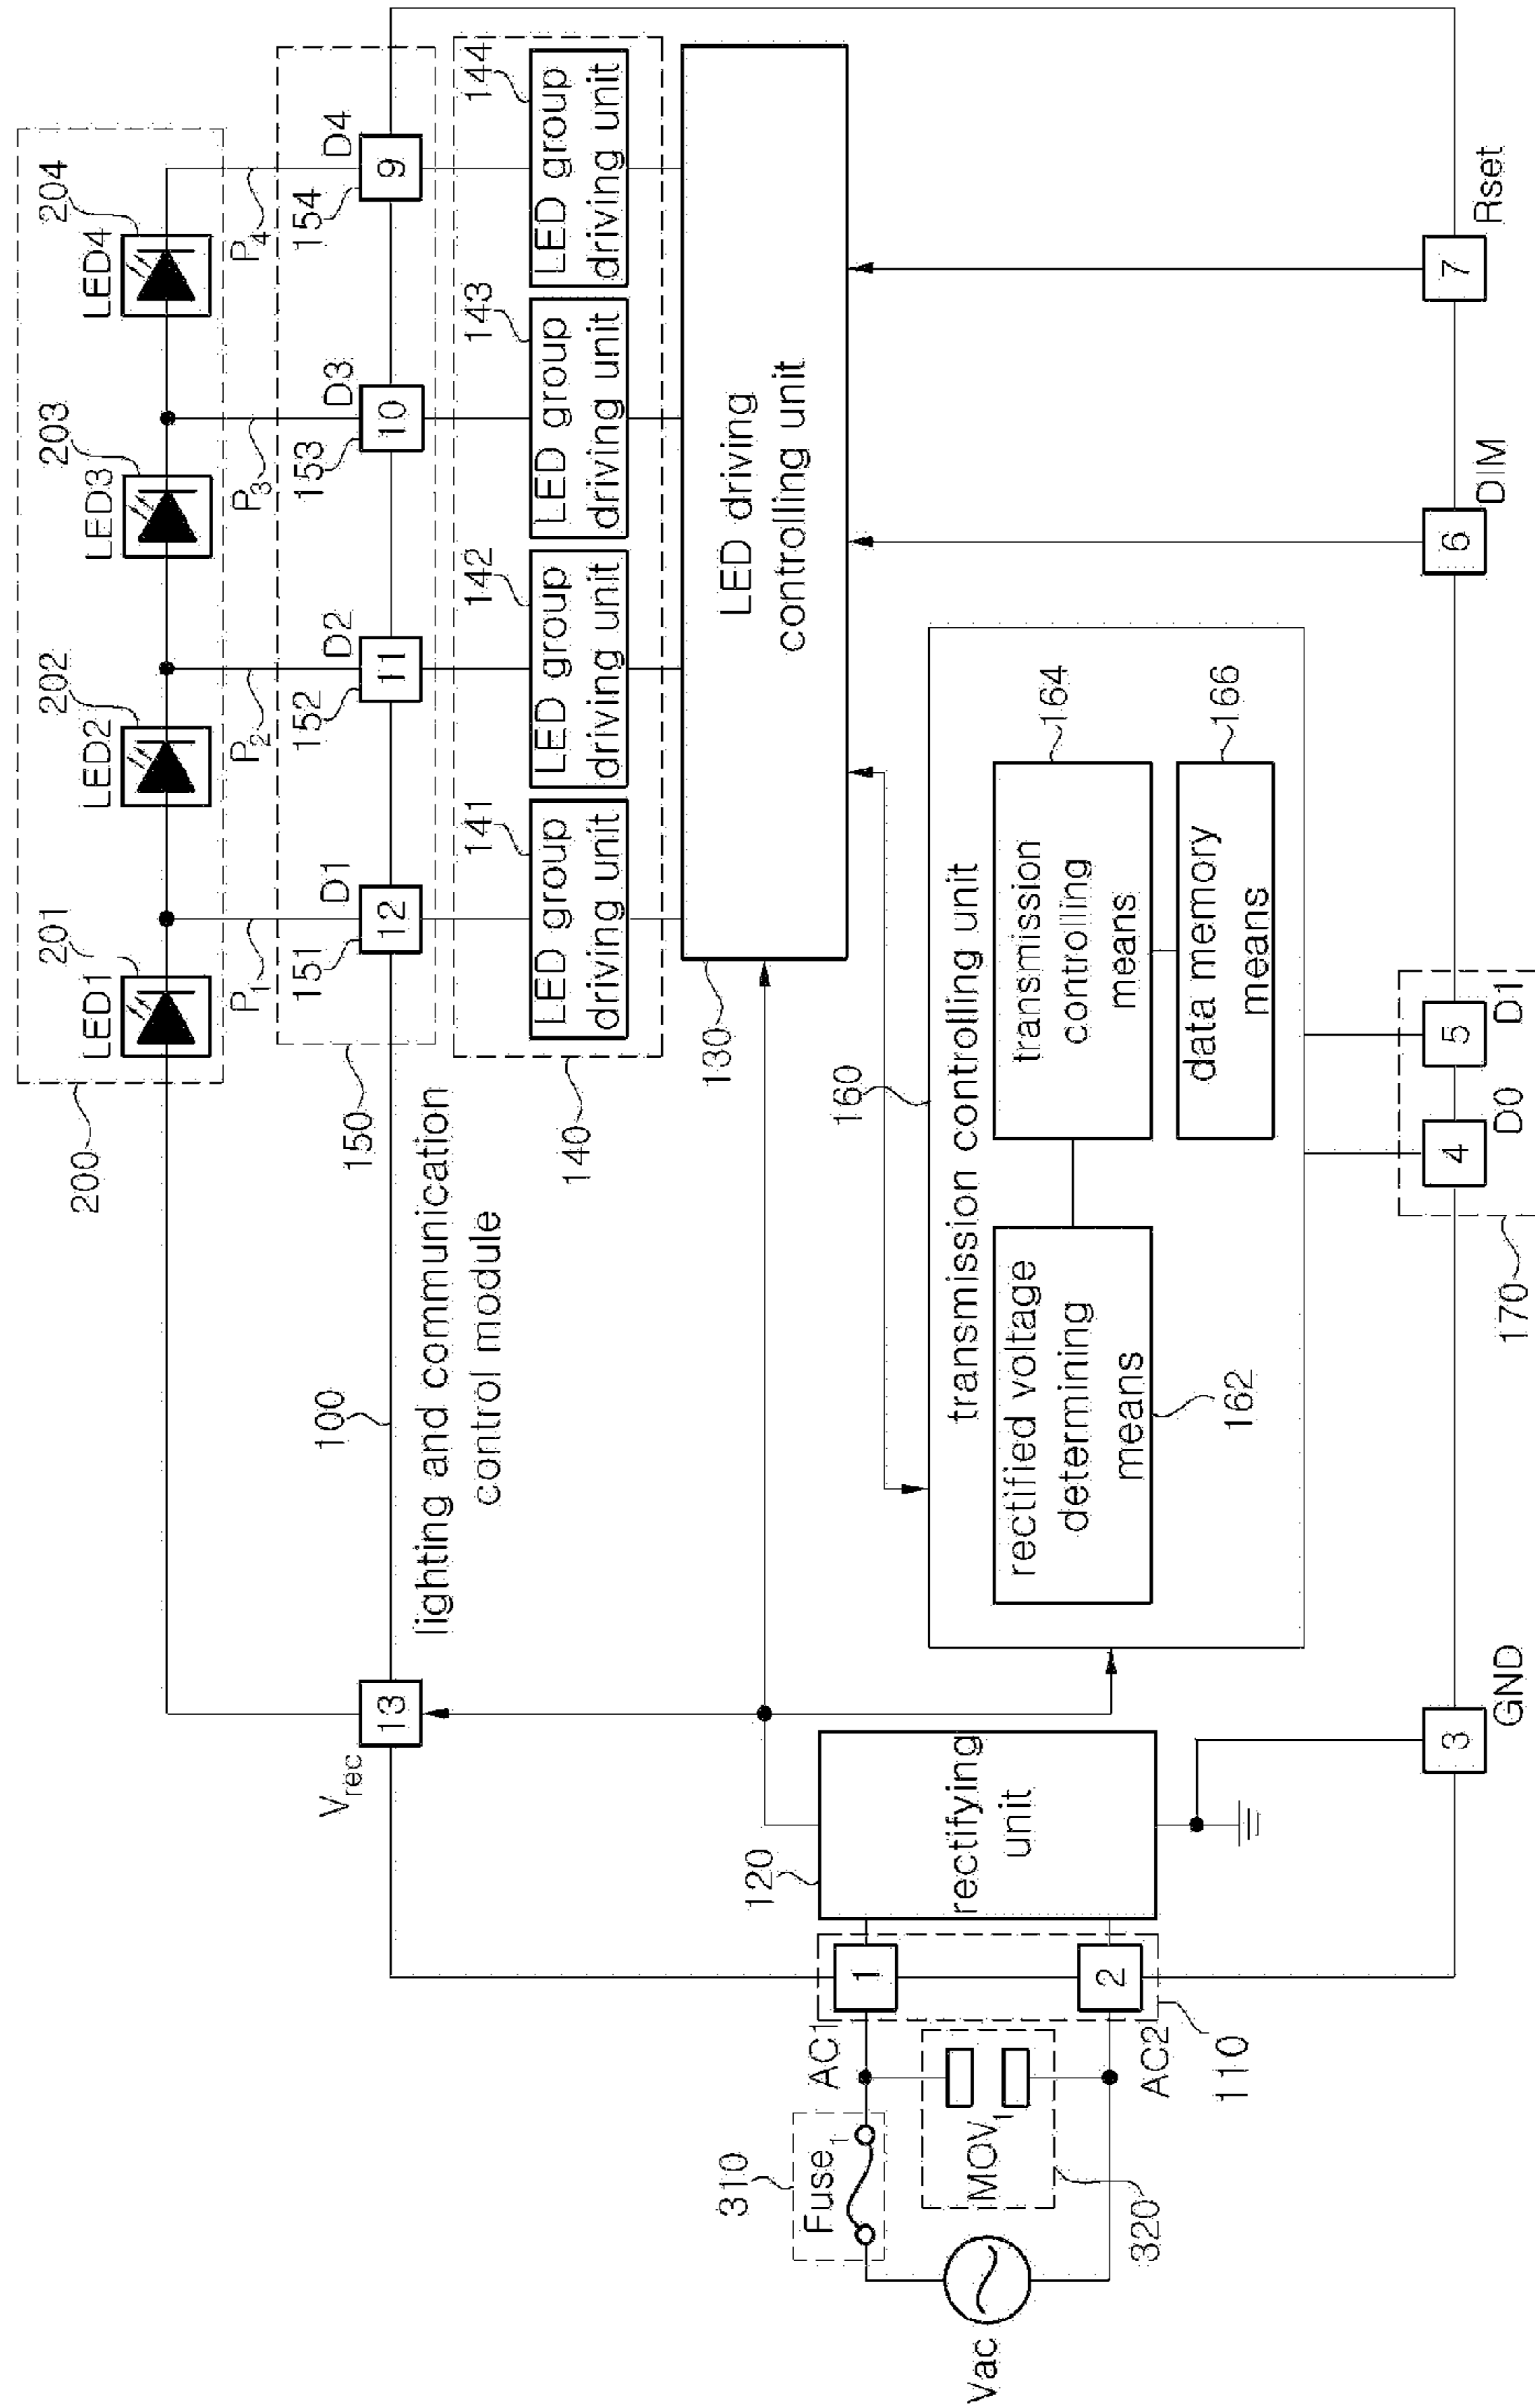 200
LED1
201
LED2
202
LED3
203
LED4
204
P1
P2
P3
P4
150
151
D1
152
D2
153
D3
154
D4
12
11
10
9
Vrec
13
100
lighting and communication
control module
140
141
142
143
144
LED group
driving unit
LED group
driving unit
LED group
driving unit
LED group
driving unit
130
LED driving
controlling unit
310
Fuse1
Vac
MOV1
320
AC1
AC2
110
1
2
120
rectifying
unit
160
transmission controlling unit
rectified voltage
determining
means
162
transmission
controlling
means
164
data memory
means
166
3
GND
4
D0
5
D1
170
6
DIM
7
Rset